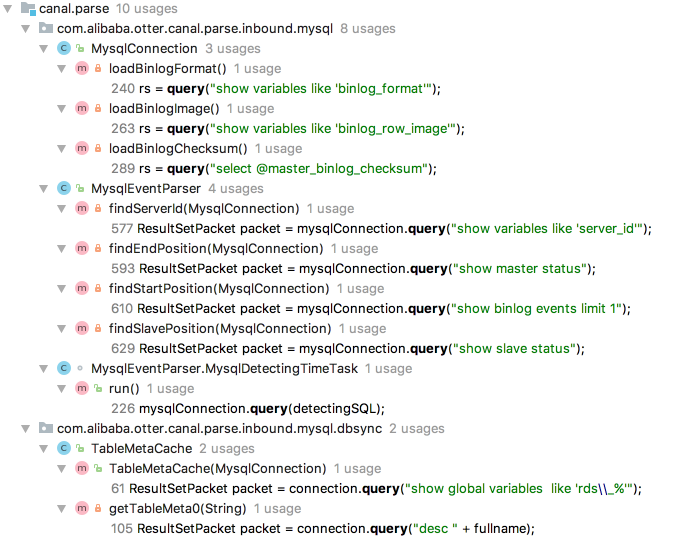 canal.parse 10 usages
com.alibaba.otter.canal.parse.inbound.mysql 8 usages
C MysqlConnection 3 usages
m loadBinlogFormat() 1 usage
240 rs = query("show variables like 'binlog_format'");
m loadBinlogImage() 1 usage
263 rs = query("show variables like 'binlog_row_image'");
m loadBinlogChecksum() 1 usage
289 rs = query("select @master_binlog_checksum");
C MysqlEventParser 4 usages
m findServerId(MysqlConnection) 1 usage
577 ResultSetPacket packet = mysqlConnection.query("show variables like 'server_id'");
m findEndPosition(MysqlConnection) 1 usage
593 ResultSetPacket packet = mysqlConnection.query("show master status");
m findStartPosition(MysqlConnection) 1 usage
610 ResultSetPacket packet = mysqlConnection.query("show binlog events limit 1");
m findSlavePosition(MysqlConnection) 1 usage
629 ResultSetPacket packet = mysqlConnection.query("show slave status");
C MysqlEventParser.MysqlDetectingTimeTask 1 usage
m run() 1 usage
226 mysqlConnection.query(detectingSQL);
com.alibaba.otter.canal.parse.inbound.mysql.dbsync 2 usages
C TableMetaCache 2 usages
m TableMetaCache(MysqlConnection) 1 usage
61 ResultSetPacket packet = connection.query("show global variables  like 'rds\\_%'");
m getTableMeta0(String) 1 usage
105 ResultSetPacket packet = connection.query("desc " + fullname);